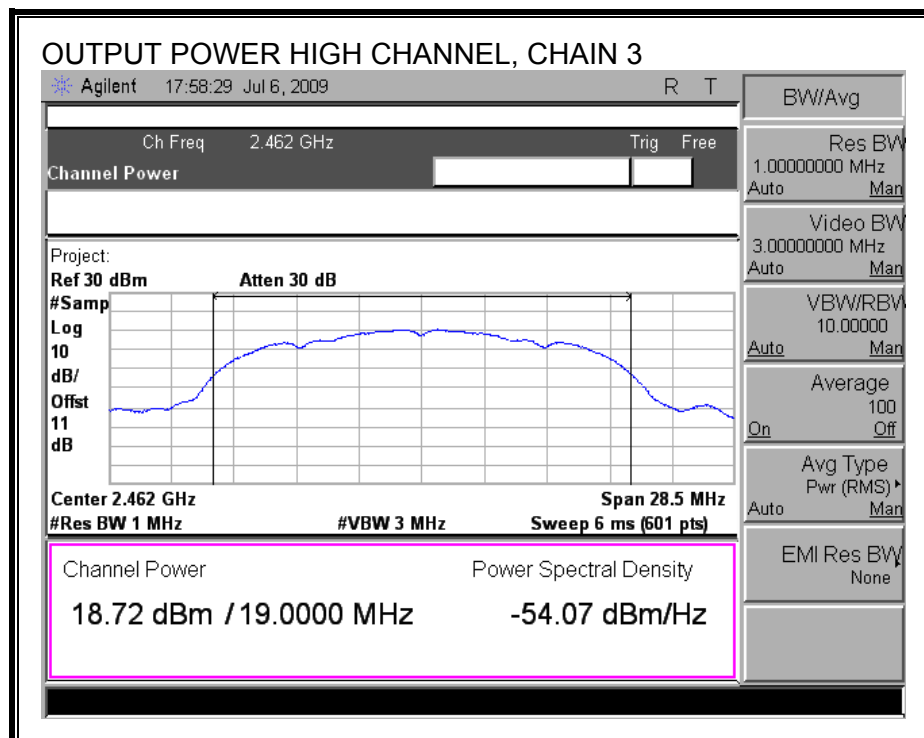 OUTPUT POWER HIGH CHANNEL, CHAIN 3
Agilent 17:58:29 Jul 6, 2009 R T
BW/Avg
Ch Freq 2.462 GHz Trig Free
Channel Power
Res BW
1.00000000 MHz
Auto Man
Video BW
3.00000000 MHz
Auto Man
VBW/RBW
10.00000
Auto Man
Average
100
On Off
Avg Type
Pwr (RMS)
Auto Man
EMI Res BW
None
Project:
Ref 30 dBm Atten 30 dB
#Samp
Log
10
dB/
Offst
11
dB
Center 2.462 GHz Span 28.5 MHz
#Res BW 1 MHz #VBW 3 MHz Sweep 6 ms (601 pts)
Channel Power Power Spectral Density
18.72 dBm / 19.0000 MHz -54.07 dBm/Hz